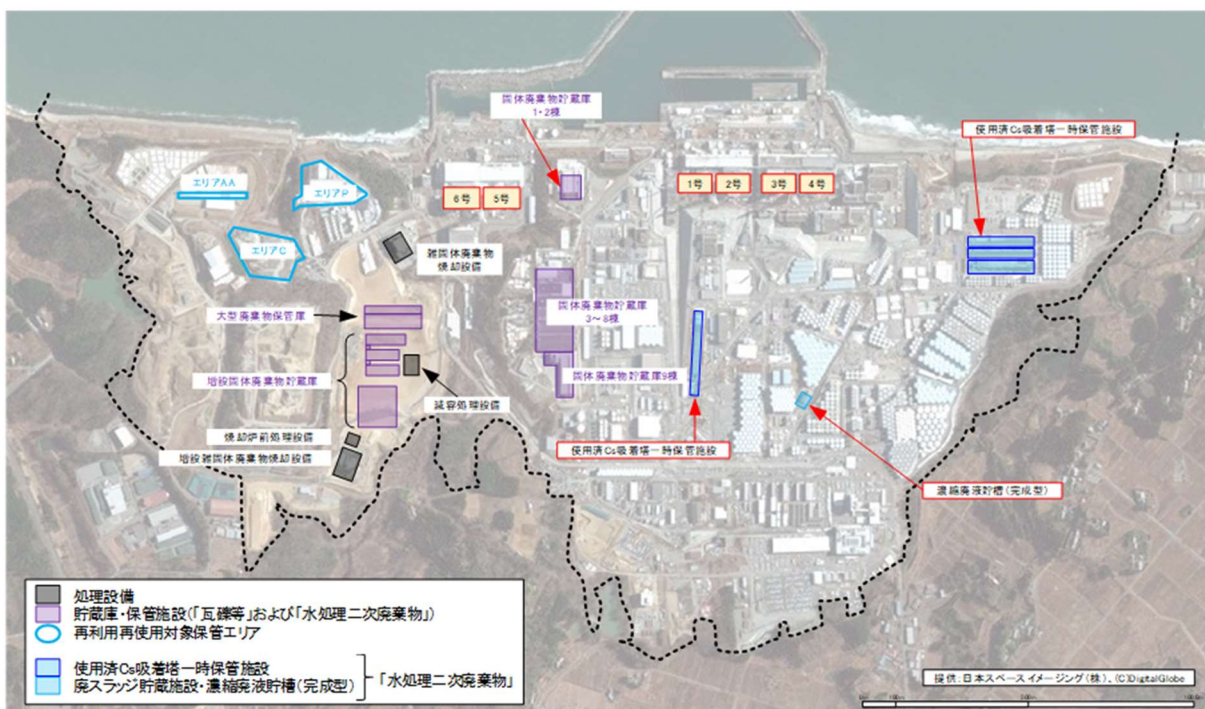 固体廃棄物貯蔵庫
1・2棟
使用済Cs吸着塔一時保管施設
エリアAA
エリアP
6号
5号
1号
2号
3号
4号
エリアC
雑固体廃棄物
焼却設備
大型廃棄物保管庫
固体廃棄物貯蔵庫
3～8棟
増設固体廃棄物貯蔵庫
減容処理設備
固体廃棄物貯蔵庫9棟
焼却炉前処理設備
増設雑固体廃棄物焼却設備
使用済Cs吸着塔一時保管施設
濃縮廃液貯槽(完成型)
処理設備
貯蔵庫・保管施設(「瓦礫等」および「水処理二次廃棄物」)
再利用再使用対象保管エリア
使用済Cs吸着塔一時保管施設
廃スラッジ貯蔵施設・濃縮廃液貯槽(完成型)
「水処理二次廃棄物」
提供:日本スペースイメージング(株)、(C)DigitalGlobe